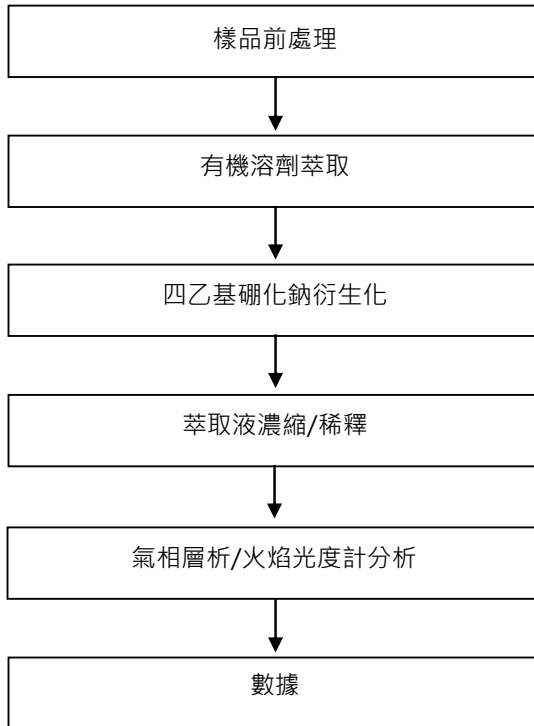 樣品前處理
有機溶劑萃取
四乙基硼化鈉衍生化
萃取液濃縮/稀釋
氣相層析/火焰光度計分析
數據